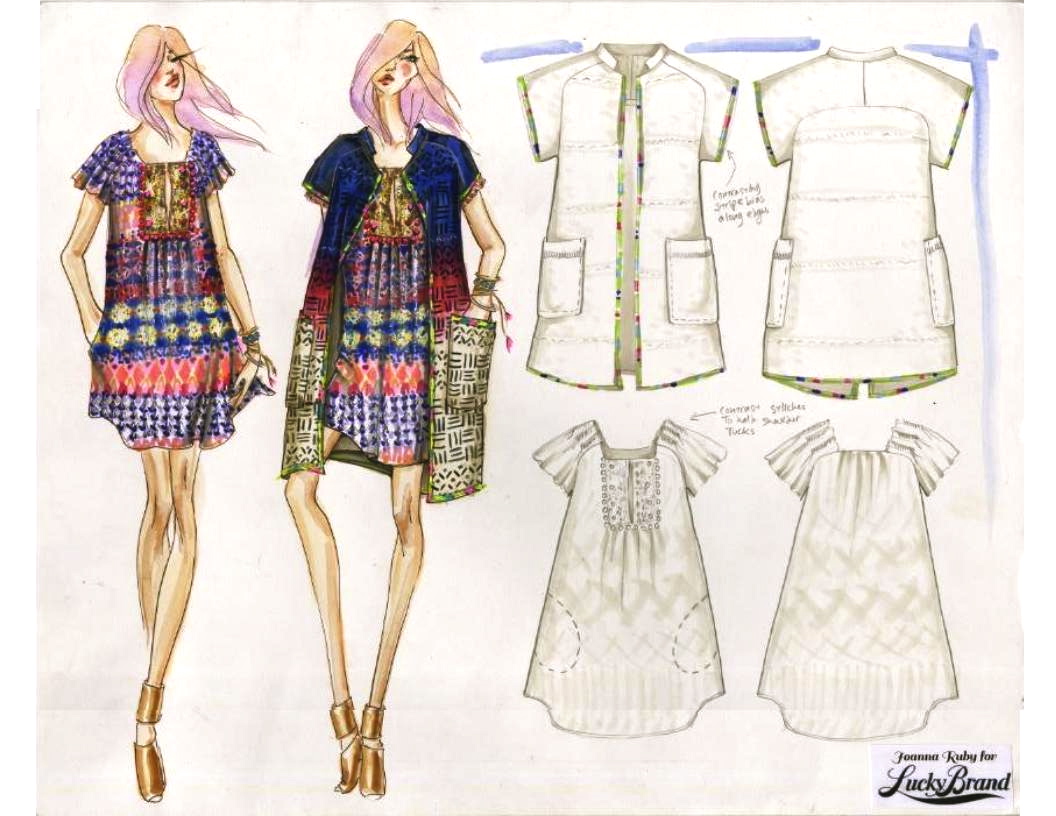 contrasting
stripe bias
along edges
contrast stitches
to hold shoulder
tucks
Joanna Ruby for
Lucky Brand